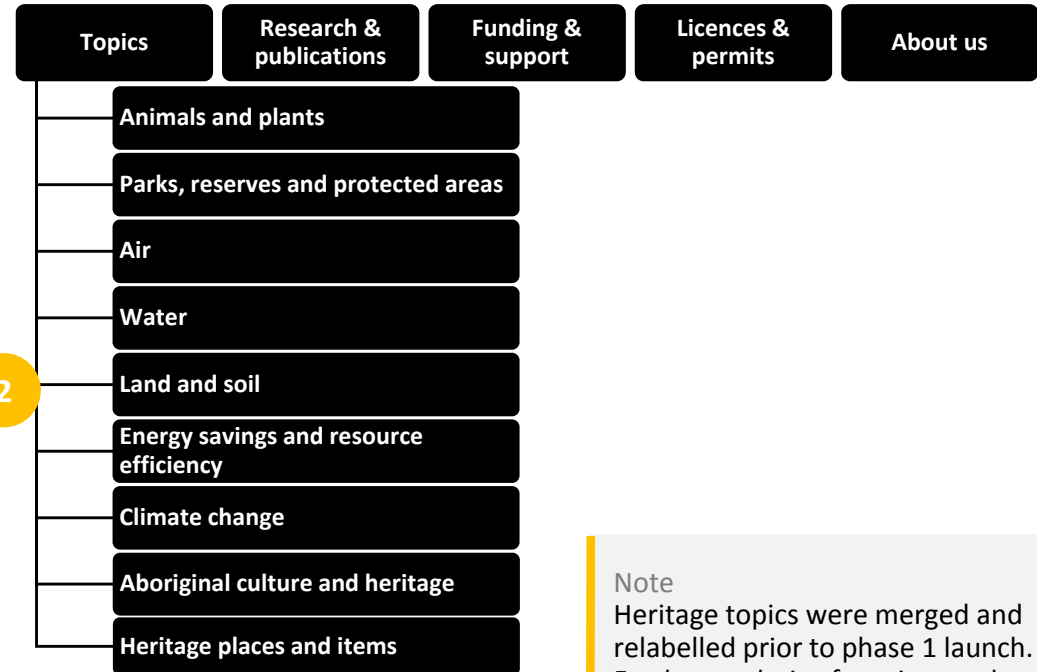 Topics
Research &
publications
Funding &
support
Licences &
permits
About us
Animals and plants
Parks, reserves and protected areas
Air
Water
2
Land and soil
Energy savings and resource
efficiency
Climate change
Aboriginal culture and heritage
Heritage places and items
Note
Heritage topics were merged and
relabelled prior to phase 1 launch.